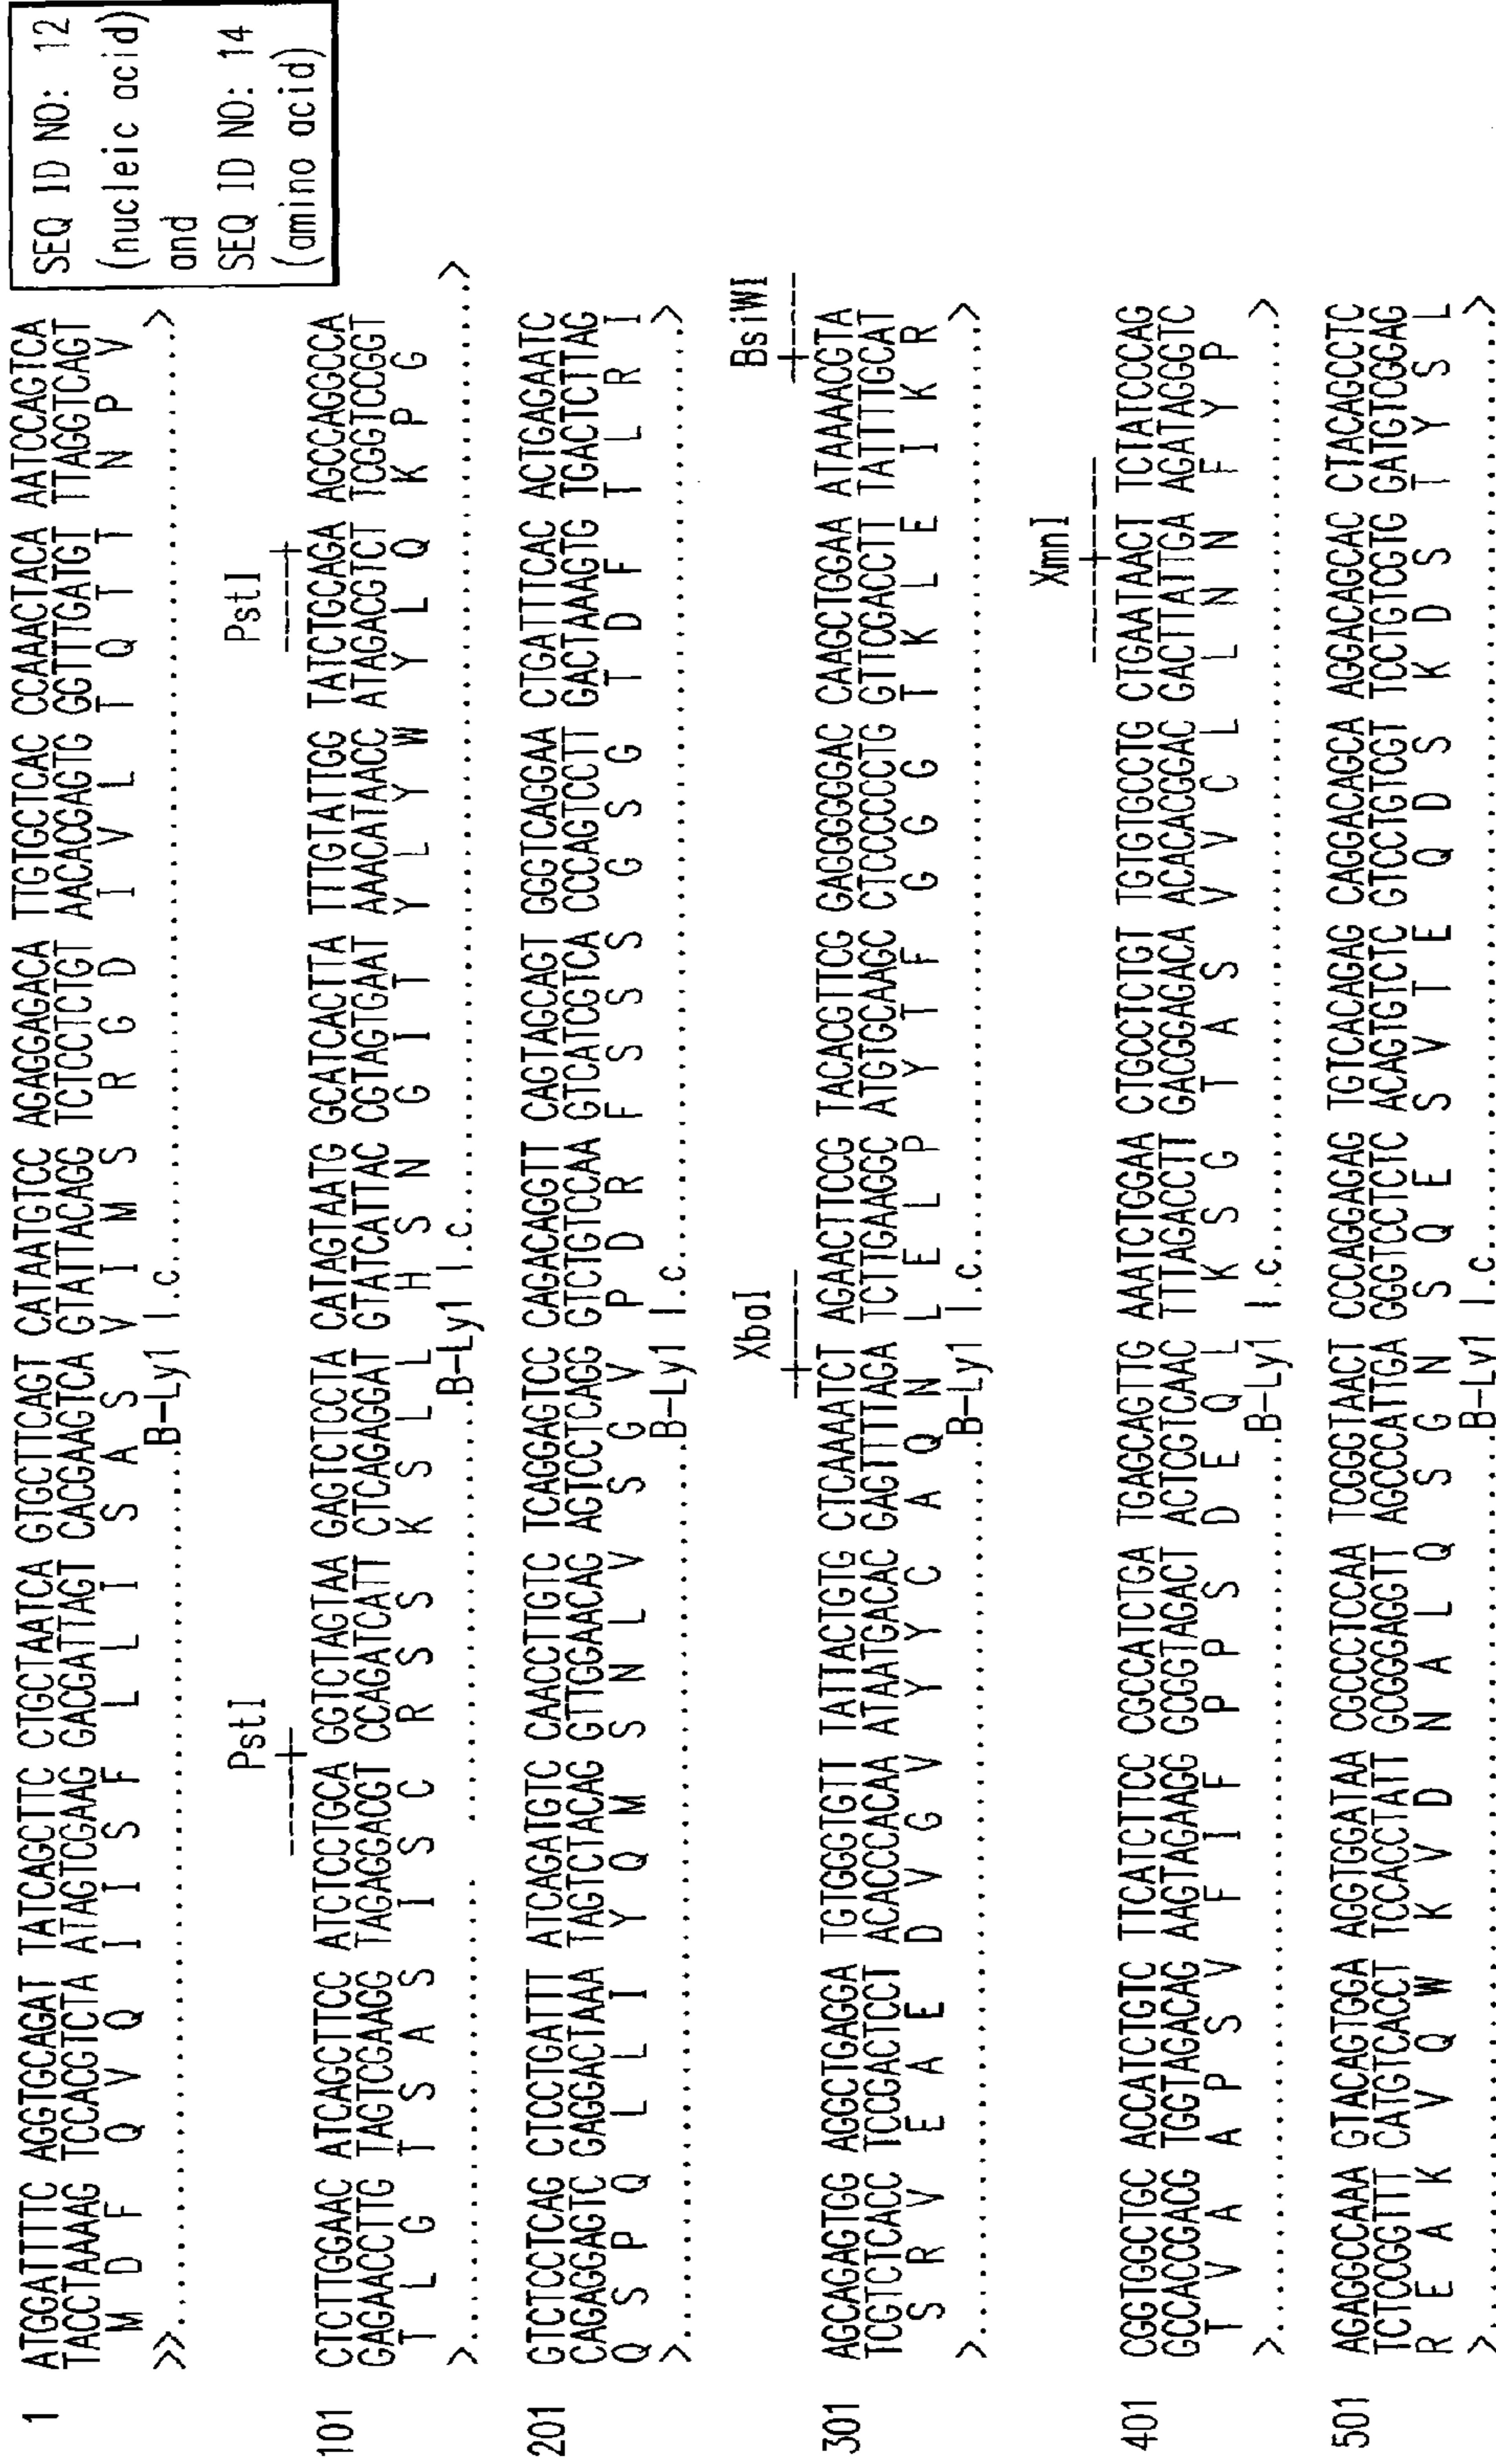 SEQ ID NO: 12
(nucleic acid)
and
SEQ ID NO: 14
(amino acid)
1 ATGGATTTTC AGGTGCAGAT TATCAGCTTC CTGCTAATCA GTGCTTCAGT CATAATGTCC AGAGGAGACA TTGTGCTCAC CCAAACTACA AATCCAGTCA
TACCTAAAAG TCCACGTCTA ATAGTCGAAG GACGATTAGT CACGAAGTCA GTATTACAGG TCTCCTCTGT AACACGAGTG GGTTTGATGT TTAGGTCAGT
M D F Q V Q I I S F L L I S A S V I M S R G D I V L T Q T T N P V
>>..........B-Ly1 l.c..........>
PstI PstI
101 CTCTTGGAAC ATCAGCTTCC ATCTCCTGCA GGTCTAGTAA GAGTCTCCTA CATAGTAATG GCATCACTTA TTTGTATTGG TATCTGCAGA AGCCAGGCCA
GAGAACCTTG TAGTCGAAGG TAGAGGACGT CCAGATCATT CTCAGAGGAT GTATCATTAC CGTAGTGAAT AAACATAACC ATAGACGTCT TCGGTCCGGT
T L G T S A S I S C R S S K S L L H S N G I T Y L Y W Y L Q K P G
>..........B-Ly1 l.c..........>
201 GTCTCCTCAG CTCCTGATTT ATCAGATGTC CAACCTTGTC TCAGGAGTCC CAGACAGGTT CAGTAGCAGT GGGTCAGGAA CTGATTTCAC ACTGAGAATC
CAGAGGAGTC GAGGACTAAA TAGTCTACAG GTTGGAACAG AGTCCTCAGG GTCTGTCCAA GTCATCGTCA CCCAGTCCTT GACTAAAGTG TGACTCTTAG
Q S P Q L L I Y Q M S N L V S G V P D R F S S S G S G T D F T L R I
>..........B-Ly1 l.c..........>
XbaI BsiWI
301 AGCAGAGTGG AGGCTGAGGA TGTGGGTGTT TATTACTGTG CTCAAAATCT AGAACTTCCG TACACGTTCG GAGGGGGGAC CAAGCTGGAA ATAAAACGTA
TCGTCTCACC TCCGACTCCT ACACCCACAA ATAATGACAC GAGTTTTAGA TCTTGAAGGC ATGTGCAAGC CTCCCCCCTG GTTCGACCTT TATTTTGCAT
S R V E A E D V G V Y Y C A Q N L E L P Y T F G G G T K L E I K R
>..........B-Ly1 l.c..........>
XmnI
401 CGGTGGCTGC ACCATCTGTC TTCATCTTCC CGCCATCTGA TGAGCAGTTG AAATCTGGAA CTGCCTCTGT TGTGTGCCTG CTGAATAACT TCTATCCCAG
GCCACCGACG TGGTAGACAG AAGTAGAAGG GCGGTAGACT ACTCGTCAAC TTTAGACCTT GACGGAGACA ACACACGGAC GACTTATTGA AGATAGGGTC
T V A A P S V F I F P P S D E Q L K S G T A S V V C L L N N F Y P
>..........B-Ly1 l.c..........>
501 AGAGGCCAAA GTACAGTGGA AGGTGGATAA CGCCCTCCAA TCGGGTAACT CCCAGGAGAG TGTCACAGAG CAGGACAGCA AGGACAGCAC CTACAGCCTC
TCTCCGGTTT CATGTCACCT TCCACCTATT GCGGGAGGTT AGCCCATTGA GGGTCCTCTC ACAGTGTCTC GTCCTGTCGT TCCTGTCGTG GATGTCGGAG
R E A K V Q W K V D N A L Q S G N S Q E S V T E Q D S K D S T Y S L
>..........B-Ly1 l.c..........>